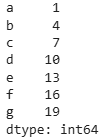 a     1
b     4
c     7
d    10
e    13
f    16
g    19
dtype: int64